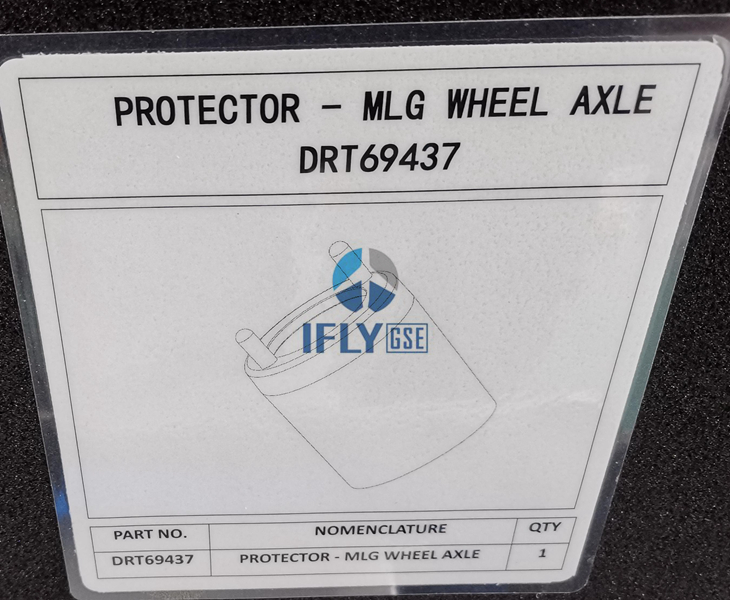 PROTECTOR - MLG WHEEL AXLE
DRT69437
IFLY GSE
PART NO. NOMENCLATURE QTY
DRT69437 PROTECTOR - MLG WHEEL AXLE 1